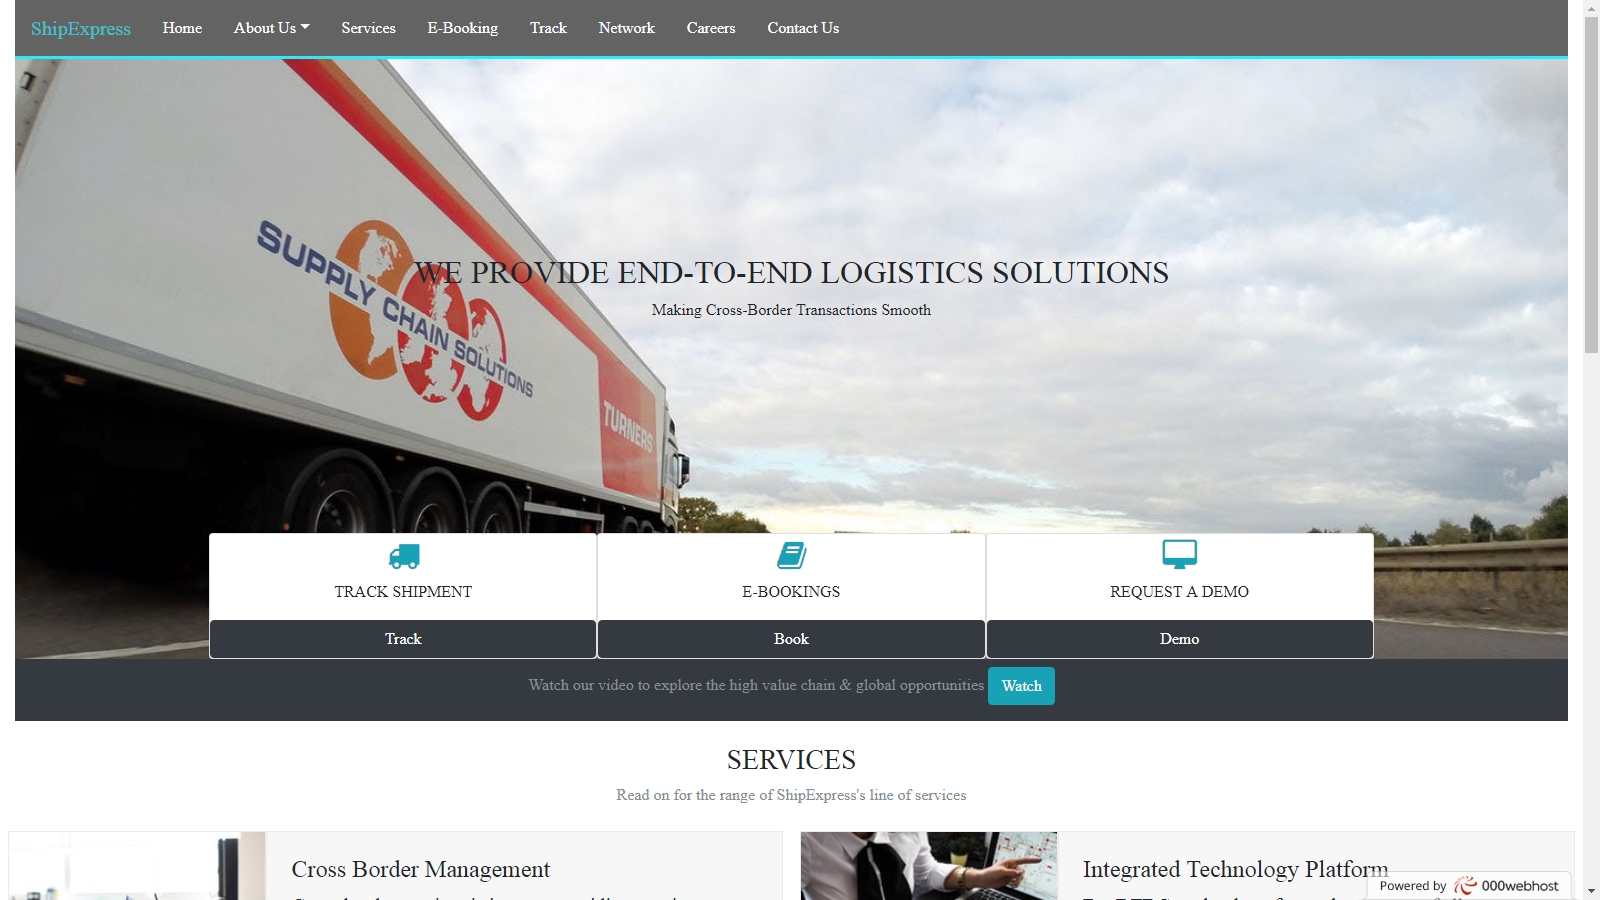 ShipExpress Home About Us Services E-Booking Track Network Careers Contact Us
SUPPLY CHAIN SOLUTIONS
TURNERS
WE PROVIDE END-TO-END LOGISTICS SOLUTIONS
Making Cross-Border Transactions Smooth
TRACK SHIPMENT
Track
E-BOOKINGS
Book
REQUEST A DEMO
Demo
Watch our video to explore the high value chain & global opportunities Watch
SERVICES
Read on for the range of ShipExpress's line of services
Cross Border Management
Integrated Technology Platform
Powered by 000webhost